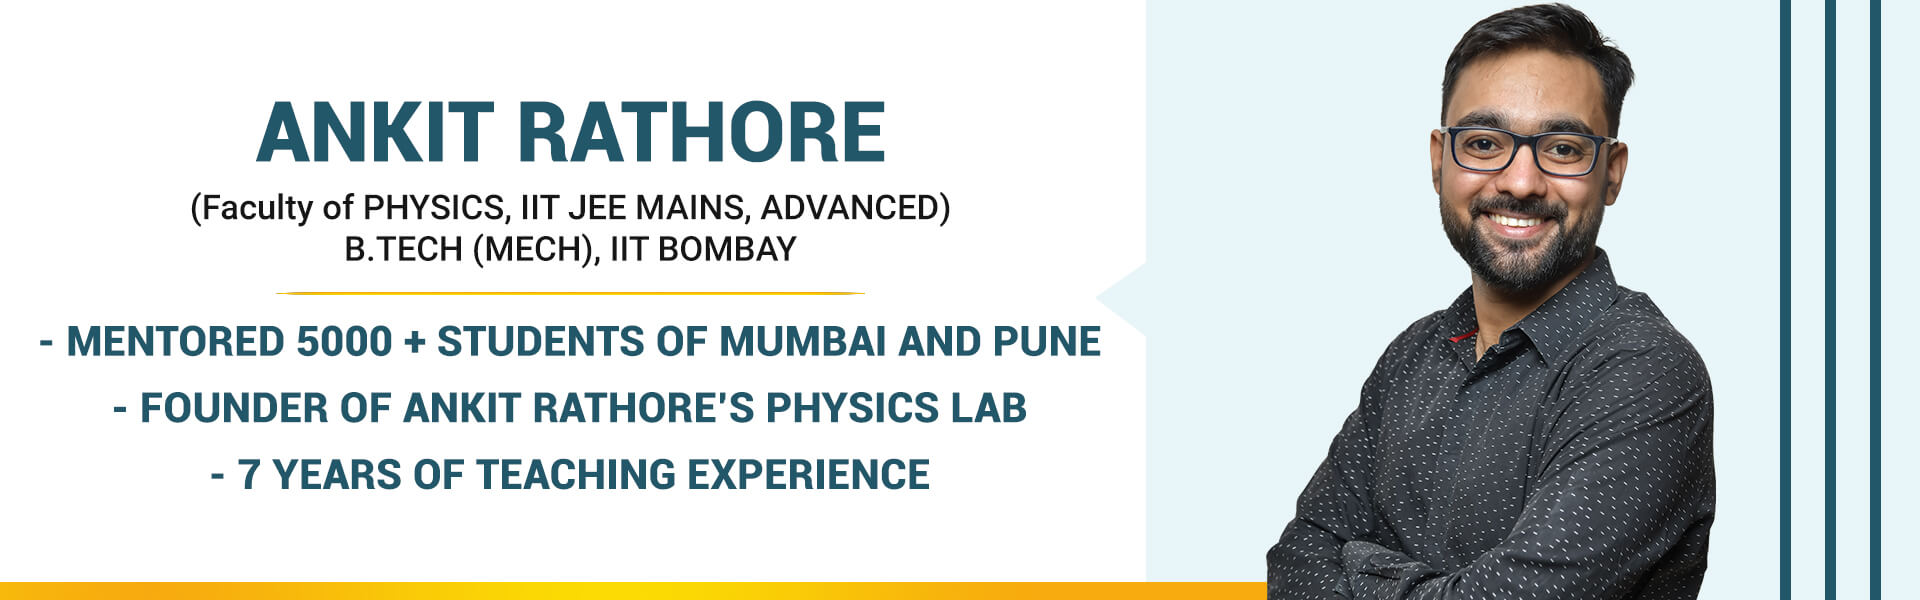 ANKIT RATHORE
(Faculty of PHYSICS, IIT JEE MAINS, ADVANCED)
B.TECH (MECH), IIT BOMBAY
- MENTORED 5000 + STUDENTS OF MUMBAI AND PUNE
- FOUNDER OF ANKIT RATHORE'S PHYSICS LAB
- 7 YEARS OF TEACHING EXPERIENCE